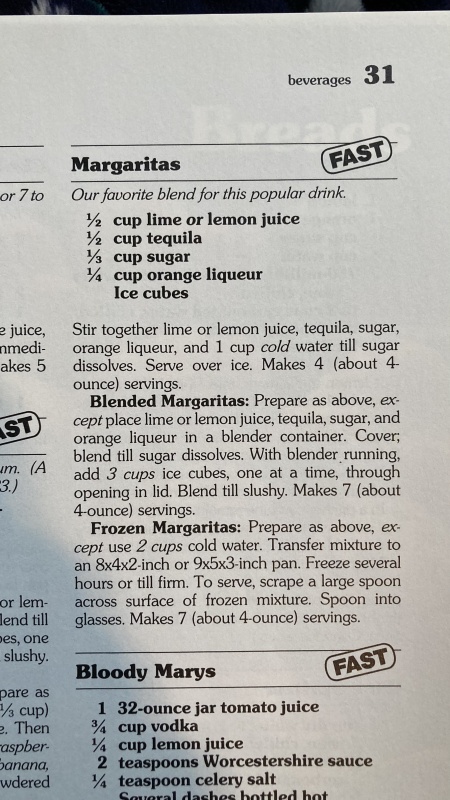 beverages 31
Breads
or 7 to
e juice,
nmedi-
akes 5
AST
um. (A
3.)
or lem-
lend till
bes, one
slushy.
pare as
⅓ cup)
e. Then
aspber-
banana,
wdered
Margaritas
FAST
Our favorite blend for this popular drink.
½ cup lime or lemon juice
½ cup tequila
⅓ cup sugar
¼ cup orange liqueur
Ice cubes
Stir together lime or lemon juice, tequila, sugar,
orange liqueur, and 1 cup cold water till sugar
dissolves. Serve over ice. Makes 4 (about 4-
ounce) servings.
Blended Margaritas: Prepare as above, ex-
cept place lime or lemon juice, tequila, sugar, and
orange liqueur in a blender container. Cover;
blend till sugar dissolves. With blender running,
add 3 cups ice cubes, one at a time, through
opening in lid. Blend till slushy. Makes 7 (about
4-ounce) servings.
Frozen Margaritas: Prepare as above, ex-
cept use 2 cups cold water. Transfer mixture to
an 8x4x2-inch or 9x5x3-inch pan. Freeze several
hours or till firm. To serve, scrape a large spoon
across surface of frozen mixture. Spoon into
glasses. Makes 7 (about 4-ounce) servings.
Bloody Marys
FAST
1 32-ounce jar tomato juice
¾ cup vodka
¼ cup lemon juice
2 teaspoons Worcestershire sauce
¼ teaspoon celery salt
Several dashes bottled hot